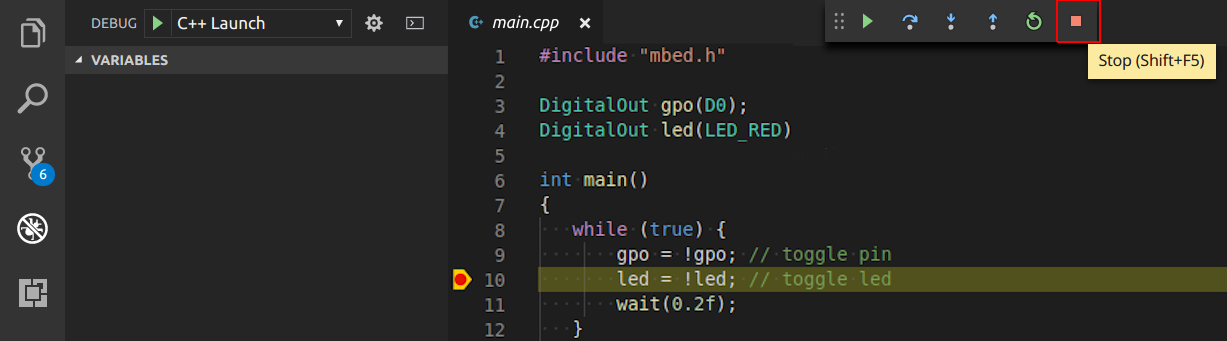 DEBUG C++ Launch
VARIABLES
6
main.cpp
Stop (Shift+F5)
1 #include "mbed.h"
2
3 DigitalOut gpo(D0);
4 DigitalOut led(LED_RED)
5
6 int main()
7 {
8 while (true) {
9 gpo = !gpo; // toggle pin
10 led = !led; // toggle led
11 wait(0.2f);
12 }